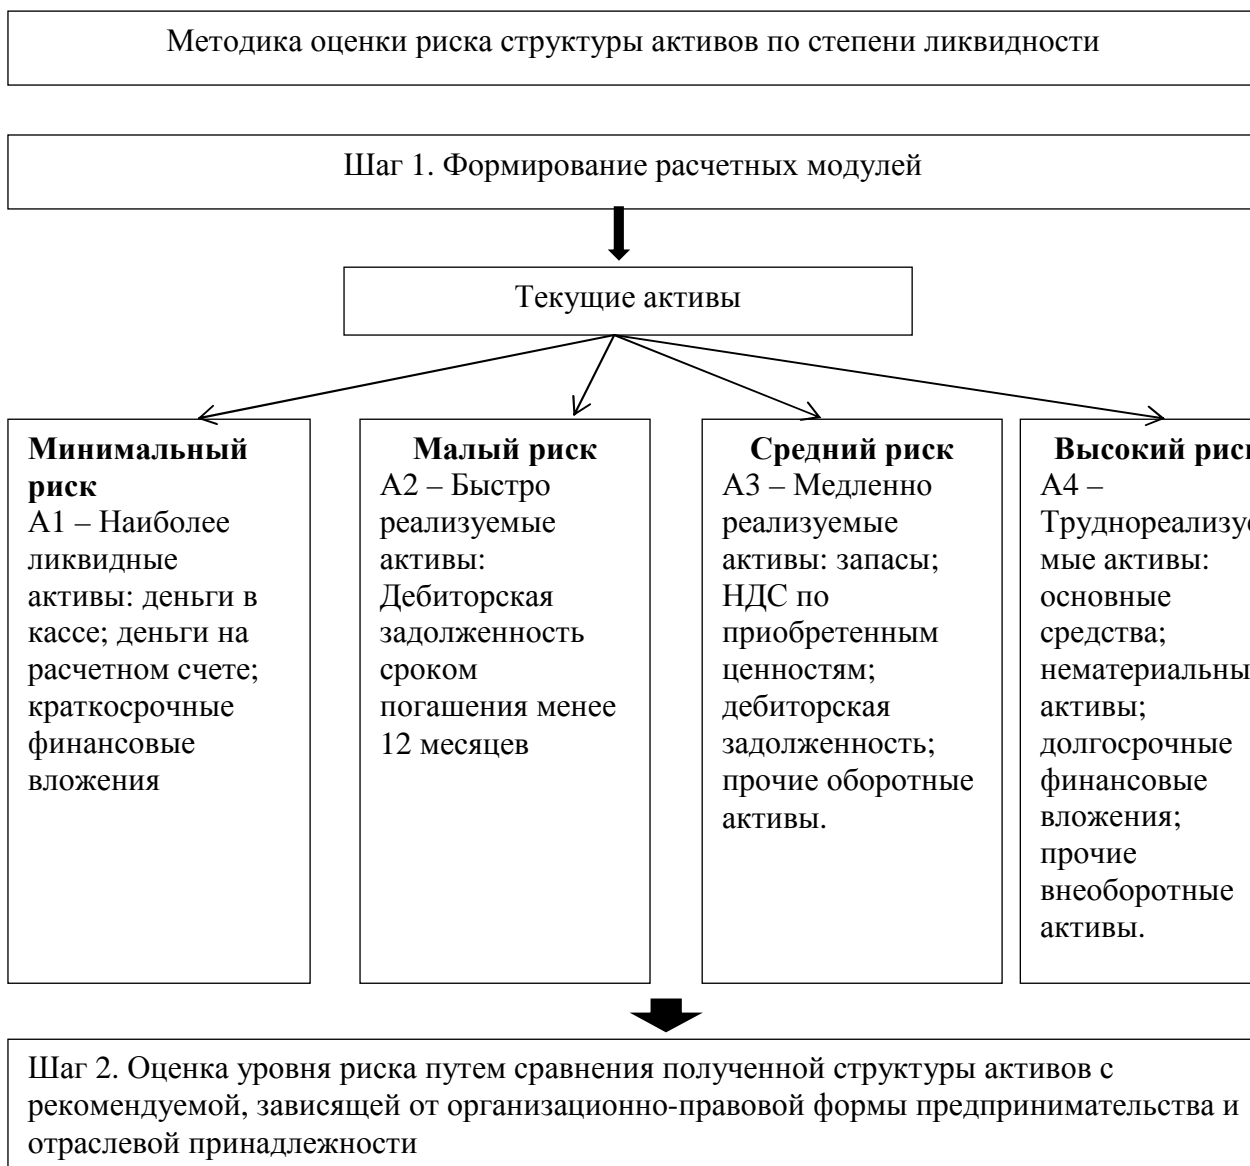 Методика оценки риска структуры активов по степени ликвидности
Шаг 1. Формирование расчетных модулей
Текущие активы
Минимальный
риск
А1 – Наиболее
ликвидные
активы: деньги в
кассе; деньги на
расчетном счете;
краткосрочные
финансовые
вложения
Малый риск
А2 – Быстро
реализуемые
активы:
Дебиторская
задолженность
сроком
погашения менее
12 месяцев
Средний риск
А3 – Медленно
реализуемые
активы: запасы;
НДС по
приобретенным
ценностям;
дебиторская
задолженность;
прочие оборотные
активы.
Высокий риск
А4 –
Труднореализуе
мые активы:
основные
средства;
нематериальны
активы;
долгосрочные
финансовые
вложения;
прочие
внеоборотные
активы.
Шаг 2. Оценка уровня риска путем сравнения полученной структуры активов с
рекомендуемой, зависящей от организационно-правовой формы предпринимательства и
отраслевой принадлежности